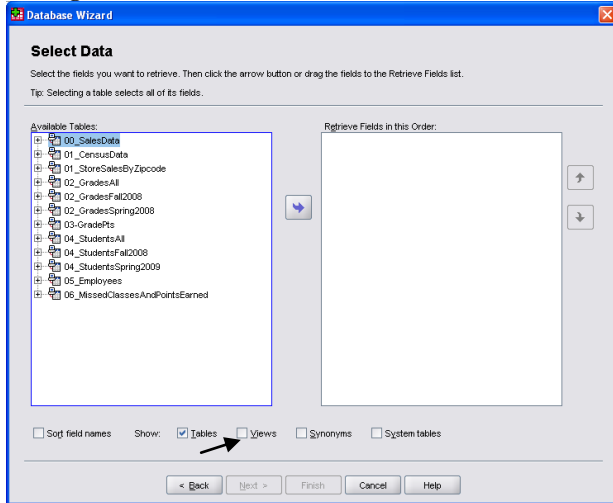 Database Wizard
Select Data
Select the fields you want to retrieve. Then click the arrow button or drag the fields to the Retrieve Fields list.
Tip: Selecting a table selects all of its fields.
Available Tables:
Retrieve Fields in this Order:
00_SalesData
01_CensusData
01_StoreSalesByZipcode
02_GradesAll
02_GradesFall2008
02_GradesSpring2008
03-GradePts
04_StudentsAll
04_StudentsFall2008
04_StudentsSpring2009
05_Employees
06_MissedClassesAndPointsEarned
Sort field names Show: Tables Views Synonyms System tables
< Back Next > Finish Cancel Help